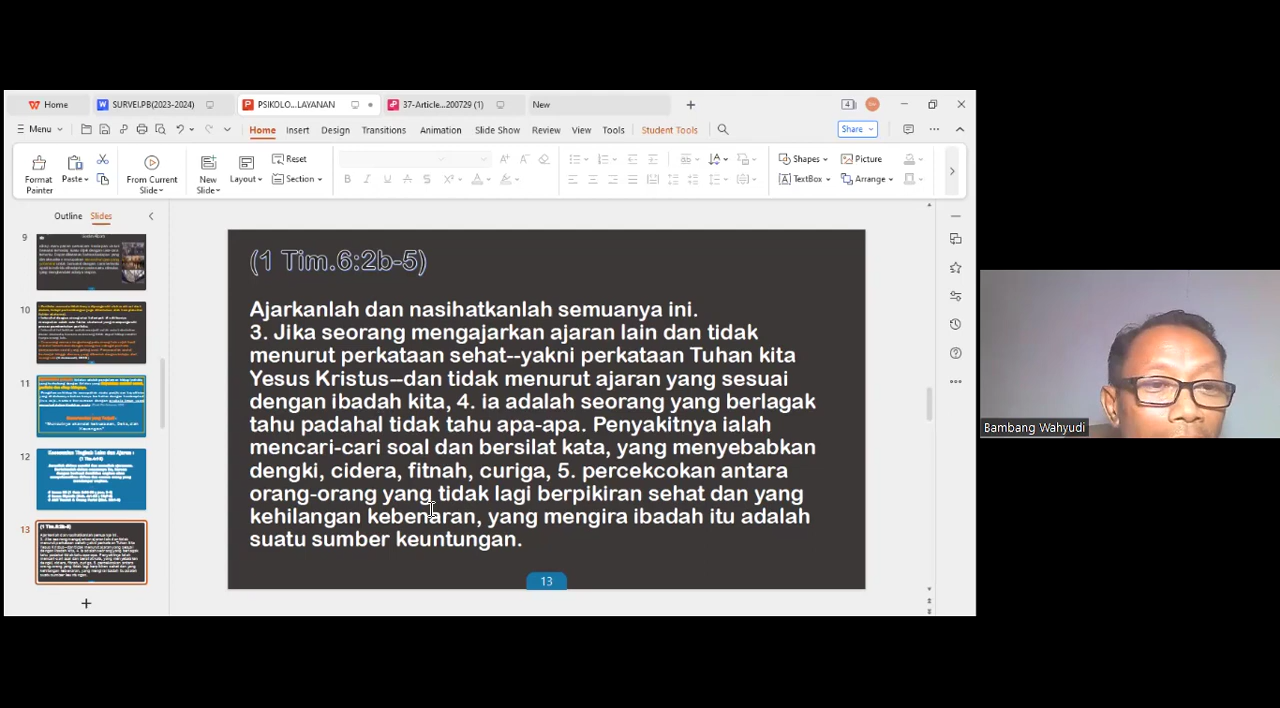 Home
SURVEI.PB(2023-2024)
PSIKOLO...LAYANAN
37-Article...200729 (1)
New
Menu
Home Insert Design Transitions Animation Slide Show Review View Tools Student Tools
Share
Format Painter
Paste
From Current Slide
New Slide
Layout
Reset
Section
Shapes
Picture
TextBox
Arrange
Outline Slides
9
10
11
12
13
(1 Tim.6:2b-5)
Ajarkanlah dan nasihatkanlah semuanya ini.
3. Jika seorang mengajarkan ajaran lain dan tidak
menurut perkataan sehat--yakni perkataan Tuhan kita
Yesus Kristus--dan tidak menurut ajaran yang sesuai
dengan ibadah kita, 4. ia adalah seorang yang berlagak
tahu padahal tidak tahu apa-apa. Penyakitnya ialah
mencari-cari soal dan bersilat kata, yang menyebabkan
dengki, cidera, fitnah, curiga, 5. percekcokan antara
orang-orang yang tidak lagi berpikiran sehat dan yang
kehilangan kebenaran, yang mengira ibadah itu adalah
suatu sumber keuntungan.
13
Bambang Wahyudi